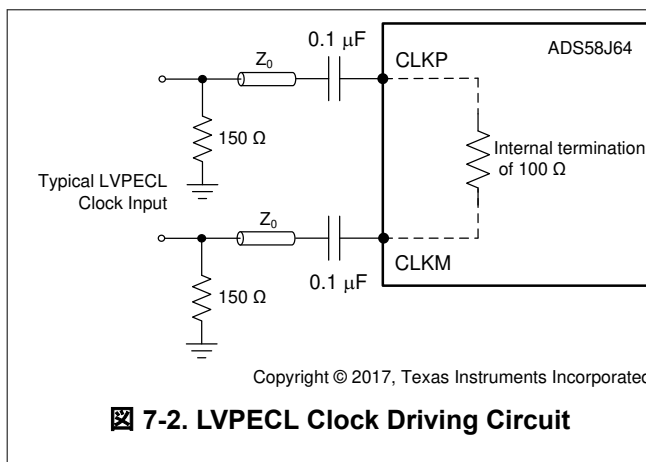 0.1 μF
Z0
CLKP
ADS58J64
150 Ω
Internal termination
of 100 Ω
Typical LVPECL
Clock Input
Z0
CLKM
0.1 μF
150 Ω
Copyright © 2017, Texas Instruments Incorporated
図 7-2. LVPECL Clock Driving Circuit